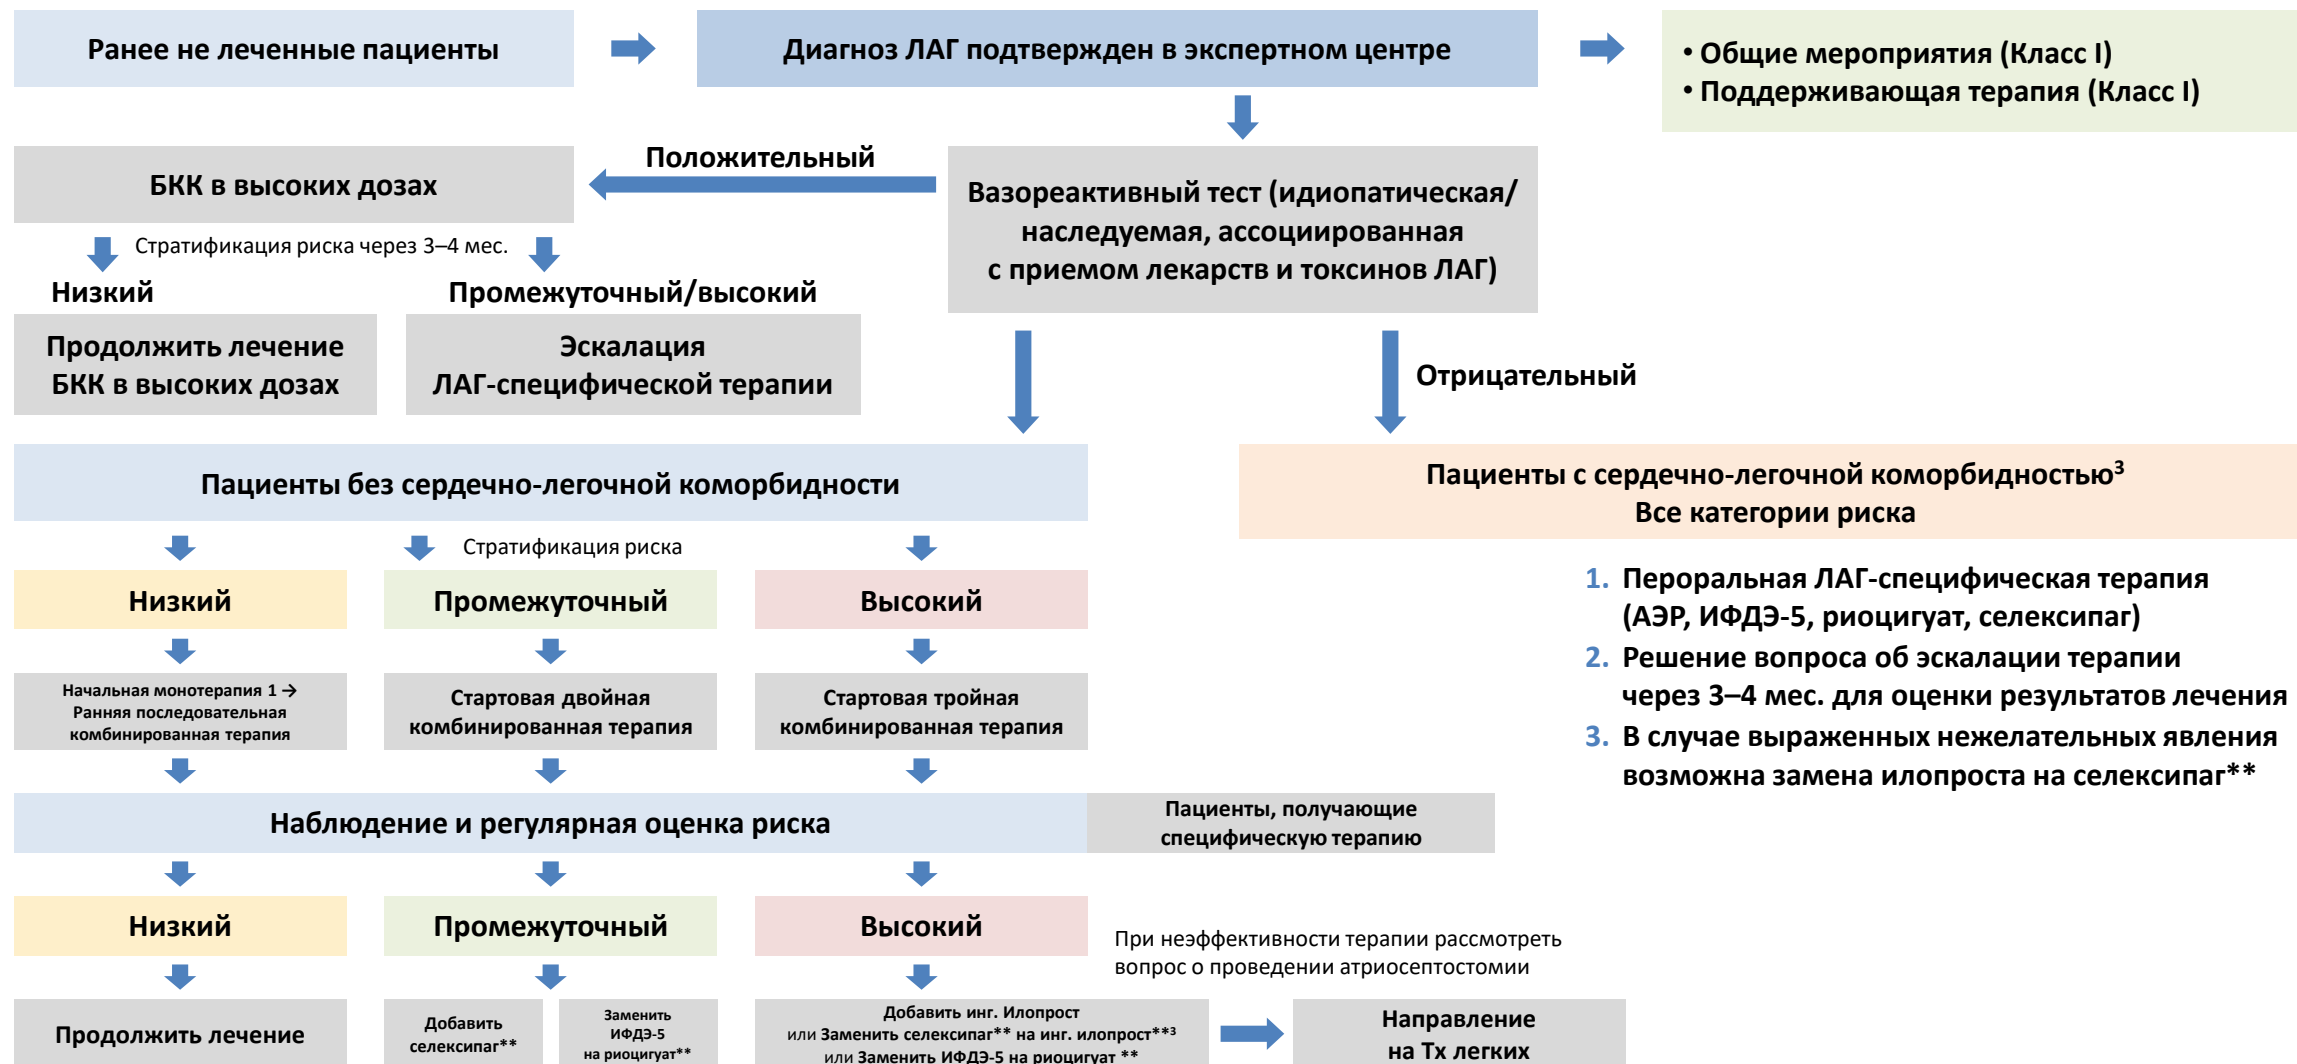 Ранее не леченные пациенты
Диагноз ЛАГ подтвержден в экспертном центре
• Общие мероприятия (Класс I)
• Поддерживающая терапия (Класс I)
Положительный
БКК в высоких дозах
Вазореактивный тест (идиопатическая/
наследуемая, ассоциированная
с приемом лекарств и токсинов ЛАГ)
Стратификация риска через 3–4 мес.
Низкий
Промежуточный/высокий
Продолжить лечение
БКК в высоких дозах
Эскалация
ЛАГ-специфической терапии
Отрицательный
Пациенты без сердечно-легочной коморбидности
Пациенты с сердечно-легочной коморбидностью³
Все категории риска
Стратификация риска
Низкий
Промежуточный
Высокий
Начальная монотерапия 1 →
Ранняя последовательная
комбинированная терапия
Стартовая двойная
комбинированная терапия
Стартовая тройная
комбинированная терапия
1. Пероральная ЛАГ-специфическая терапия
(АЭР, ИФДЭ-5, риоцигуат, селексипаг)
2. Решение вопроса об эскалации терапии
через 3–4 мес. для оценки результатов лечения
3. В случае выраженных нежелательных явления
возможна замена илопроста на селексипаг**
Наблюдение и регулярная оценка риска
Пациенты, получающие
специфическую терапию
Низкий
Промежуточный
Высокий
При неэффективности терапии рассмотреть
вопрос о проведении атриосептостомии
Продолжить лечение
Добавить
селексипаг**
Заменить
ИФДЭ-5
на риоцигуат**
Добавить инг. Илопрост
или Заменить селексипаг** на инг. илопрост**³
или Заменить ИФДЭ-5 на риоцигуат **
Направление
на Тх легких